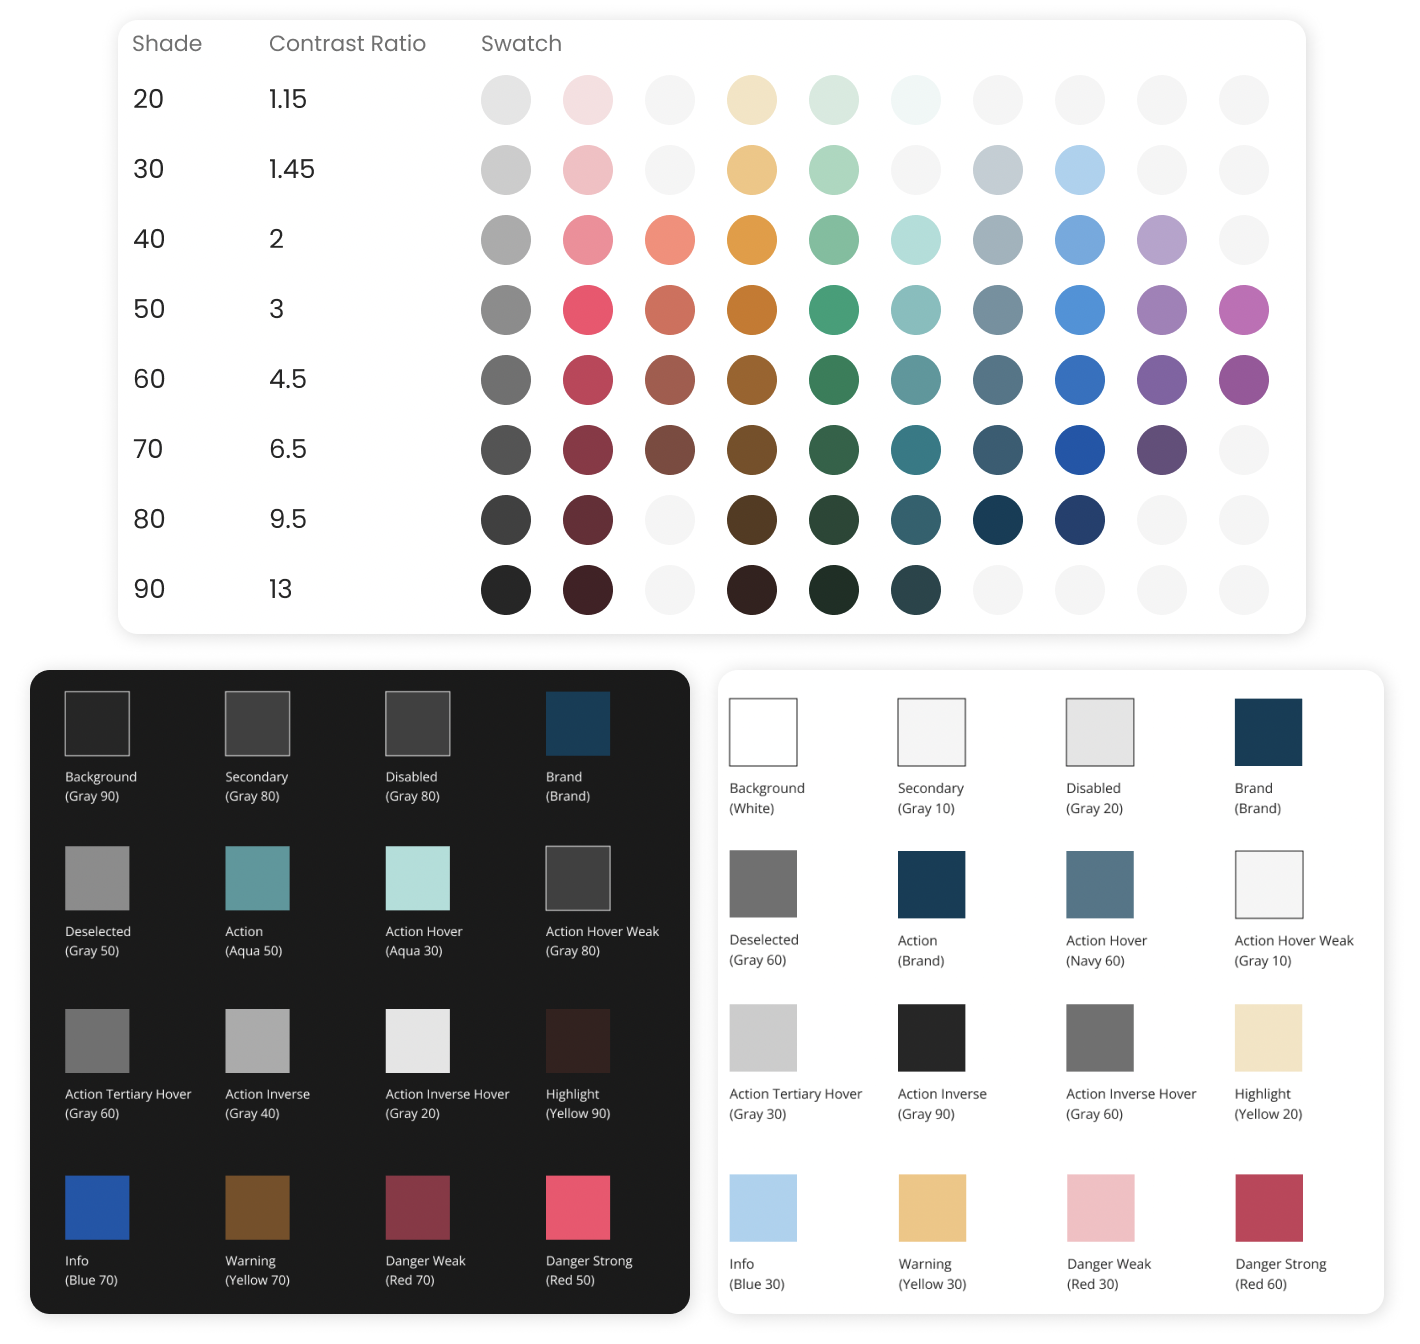 Shade Contrast Ratio Swatch
20 1.15
30 1.45
40 2
50 3
60 4.5
70 6.5
80 9.5
90 13
Background Secondary Disabled Brand
(Gray 90) (Gray 80) (Gray 80) (Brand)
Deselected Action Action Hover Action Hover Weak
(Gray 50) (Aqua 50) (Aqua 30) (Gray 80)
Action Tertiary Hover Action Inverse Action Inverse Hover Highlight
(Gray 60) (Gray 40) (Gray 20) (Yellow 90)
Info Warning Danger Weak Danger Strong
(Blue 70) (Yellow 70) (Red 70) (Red 50)
Background Secondary Disabled Brand
(White) (Gray 10) (Gray 20) (Brand)
Deselected Action Action Hover Action Hover Weak
(Gray 60) (Brand) (Navy 60) (Gray 10)
Action Tertiary Hover Action Inverse Action Inverse Hover Highlight
(Gray 30) (Gray 90) (Gray 60) (Yellow 20)
Info Warning Danger Weak Danger Strong
(Blue 30) (Yellow 30) (Red 30) (Red 60)